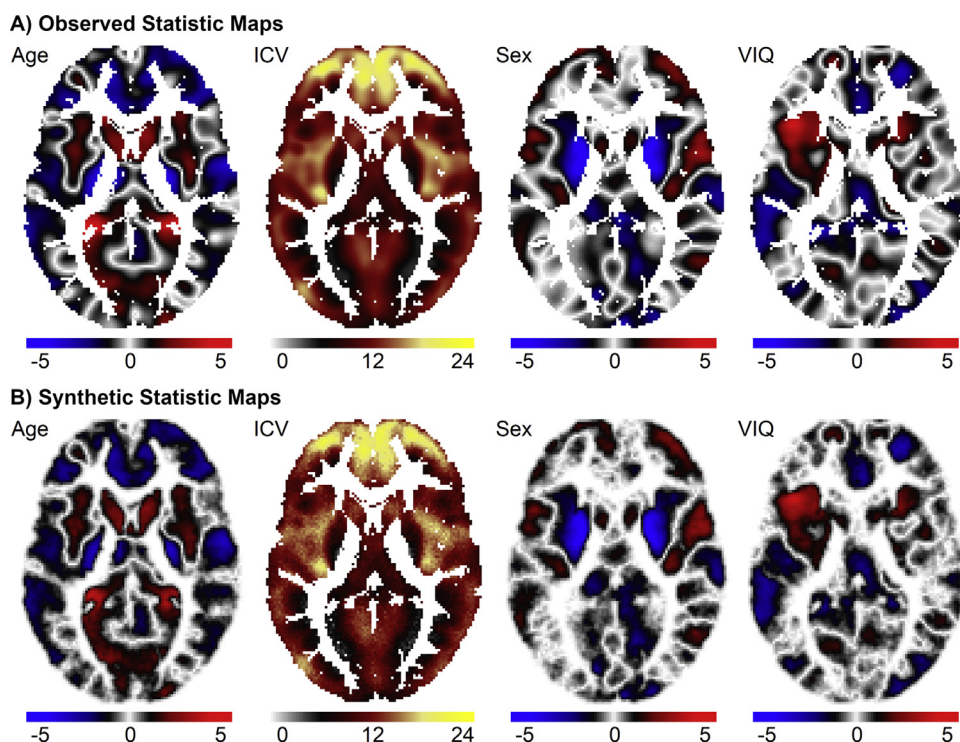 A) Observed Statistic Maps
Age ICV Sex VIQ
-5 0 5 0 12 24 -5 0 5 -5 0 5
B) Synthetic Statistic Maps
Age ICV Sex VIQ
-5 0 5 0 12 24 -5 0 5 -5 0 5